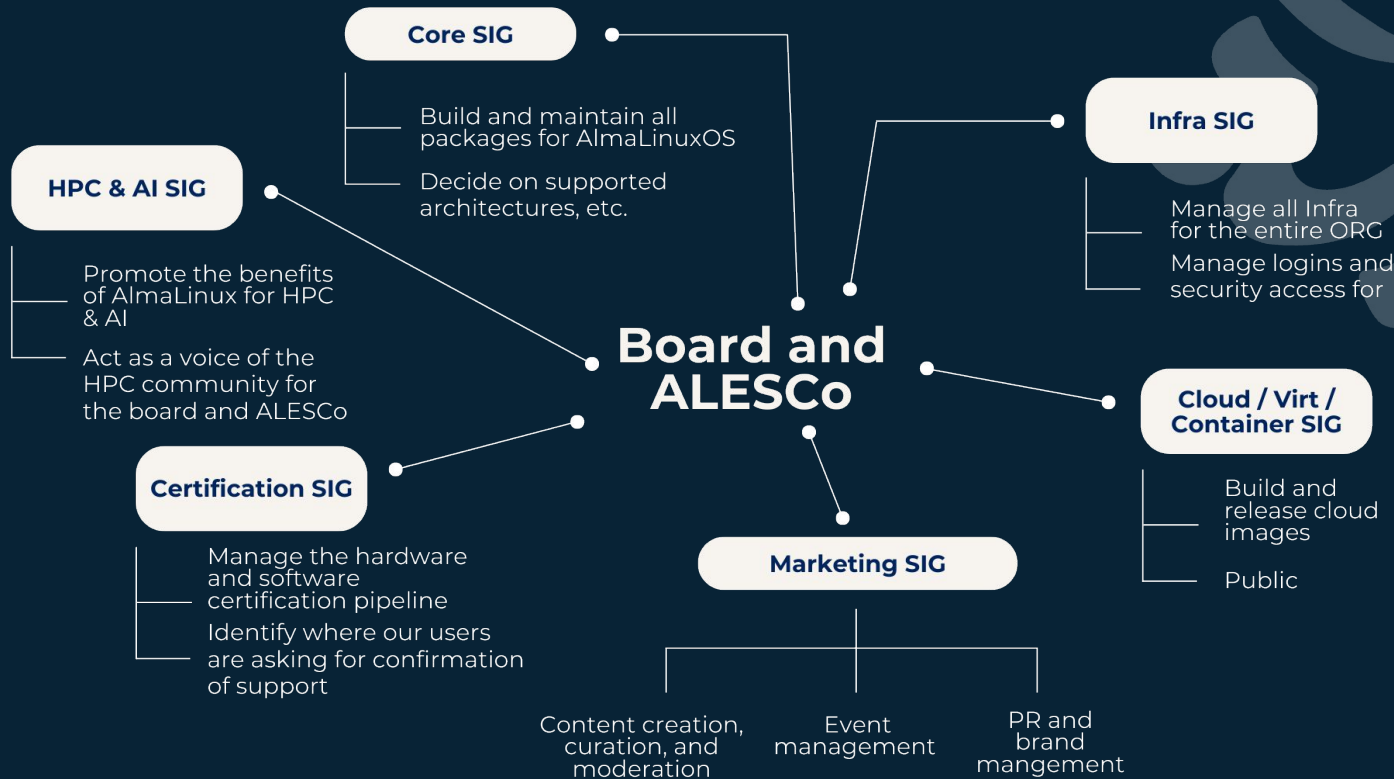 Core SIG
Build and maintain all
packages for AlmaLinuxOS
Decide on supported
architectures, etc.
Infra SIG
Manage all Infra
for the entire ORG
Manage logins and
security access for
HPC & AI SIG
Promote the benefits
of AlmaLinux for HPC
& AI
Act as a voice of the
HPC community for
the board and ALESCo
Board and
ALESCo
Cloud / Virt /
Container SIG
Build and
release cloud
images
Public
Certification SIG
Manage the hardware
and software
certification pipeline
Identify where our users
are asking for confirmation
of support
Marketing SIG
Content creation,
curation, and
moderation
Event
management
PR and
brand
mangement